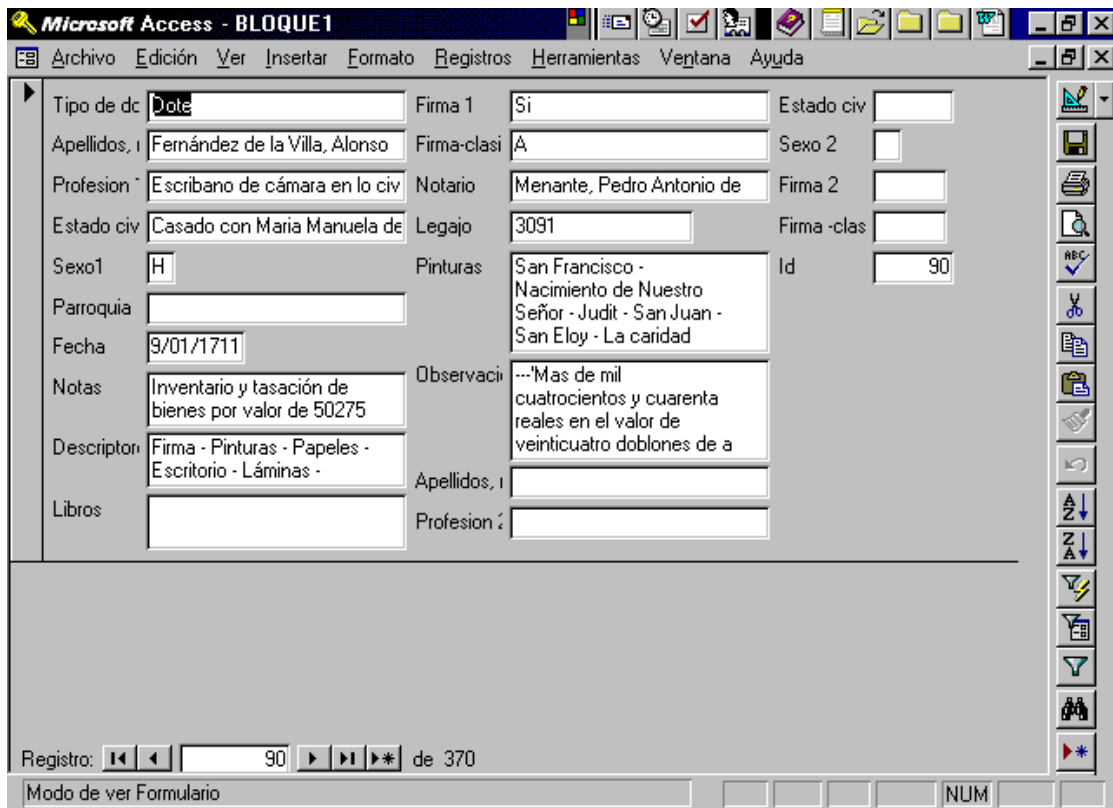 Microsoft Access - BLOQUE1
Archivo Edición Ver Insertar Formato Registros Herramientas Ventana Ayuda
Tipo de dc Dote
Apellidos, Fernández de la Villa, Alonso
Profesion Escribano de cámara en lo civ
Estado civ Casado con Maria Manuela de
Sexo1 H
Parroquia
Fecha 9/01/1711
Notas Inventario y tasación de
bienes por valor de 50275
Descriptor Firma - Pinturas - Papeles -
Escritorio - Láminas -
Libros
Firma 1 Si
Firma-clasi A
Notario Menante, Pedro Antonio de
Legajo 3091
Pinturas San Francisco -
Nacimiento de Nuestro
Señor - Judit - San Juan -
San Eloy - La caridad
Observaci ---'Mas de mil
cuatrocientos y cuarenta
reales en el valor de
veinticuatro doblones de a
Apellidos,
Profesion 2
Estado civ
Sexo 2
Firma 2
Firma -clas
Id 90
ABC
A
Z
Z
A
Registro: 90 de 370
Modo de ver Formulario NUM